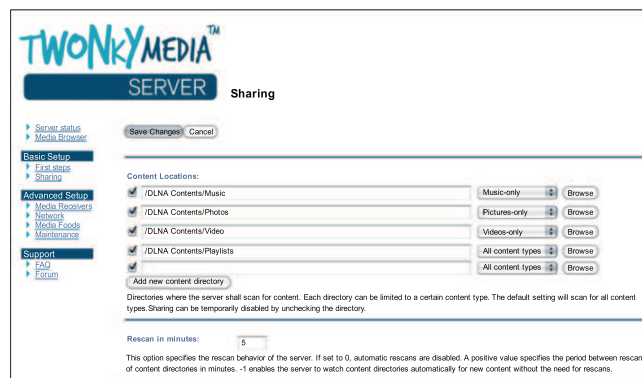 TWONKYMEDIA™
SERVER
Sharing
Server status
Media Browser
Save Changes Cancel
Basic Setup
First steps
Sharing
Advanced Setup
Media Receivers
Network
Media Foods
Maintenance
Support
FAQ
Forum
Content Locations:
/DLNA Contents/Music Music-only Browse
/DLNA Contents/Photos Pictures-only Browse
/DLNA Contents/Video Videos-only Browse
/DLNA Contents/Playlists All content types Browse
All content types Browse
Add new content directory
Directories where the server shall scan for content. Each directory can be limited to a certain content type. The default setting will scan for all content
types.Sharing can be temporarily disabled by unchecking the directory.
Rescan in minutes: 5
This option specifies the rescan behavior of the server. If set to 0, automatic rescans are disabled. A positive value specifies the period between rescan
of content directories in minutes. -1 enables the server to watch content directories automatically for new content without the need for rescans.